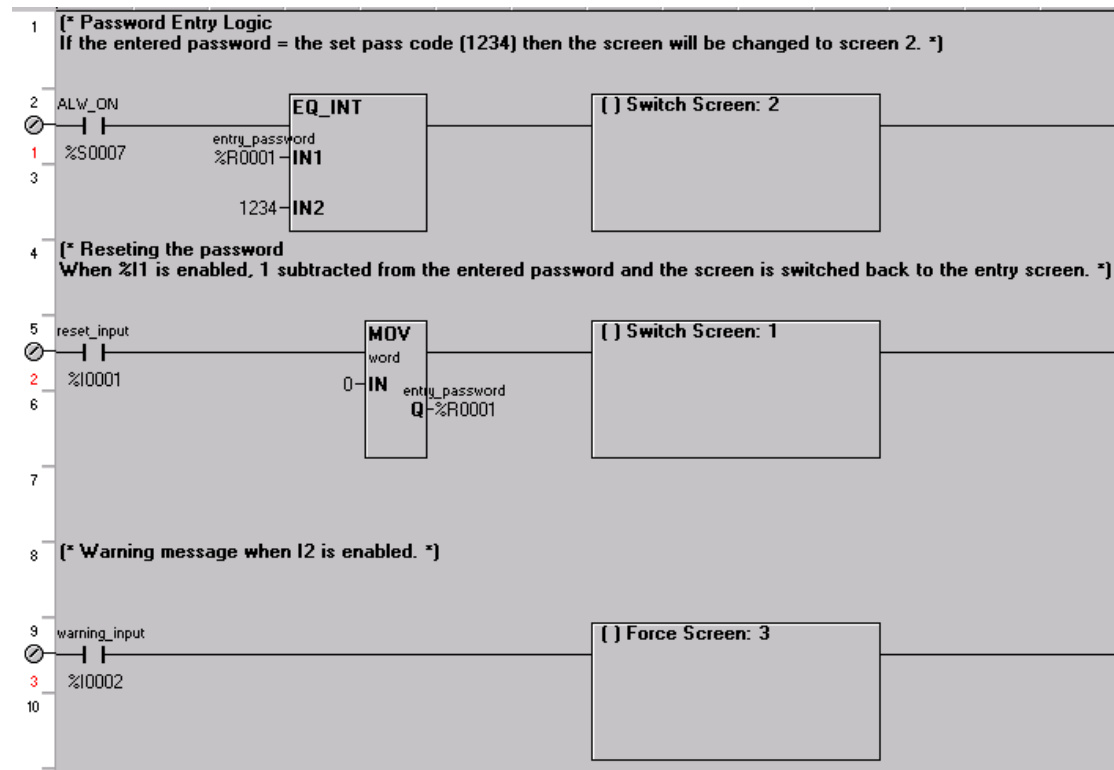 1 (* Password Entry Logic
If the entered password = the set pass code (1234) then the screen will be changed to screen 2. *)
2 ALW_ON EQ_INT ( ) Switch Screen: 2
1 %S0007 entry_password
%R0001 IN1
3
1234 IN2
4 (* Reseting the password
When %I1 is enabled, 1 subtracted from the entered password and the screen is switched back to the entry screen. *)
5 reset_input MOV ( ) Switch Screen: 1
word
2 %I0001 0 IN entry_password
6 Q %R0001
7
8 (* Warning message when I2 is enabled. *)
9 warning_input ( ) Force Screen: 3
3 %I0002
10